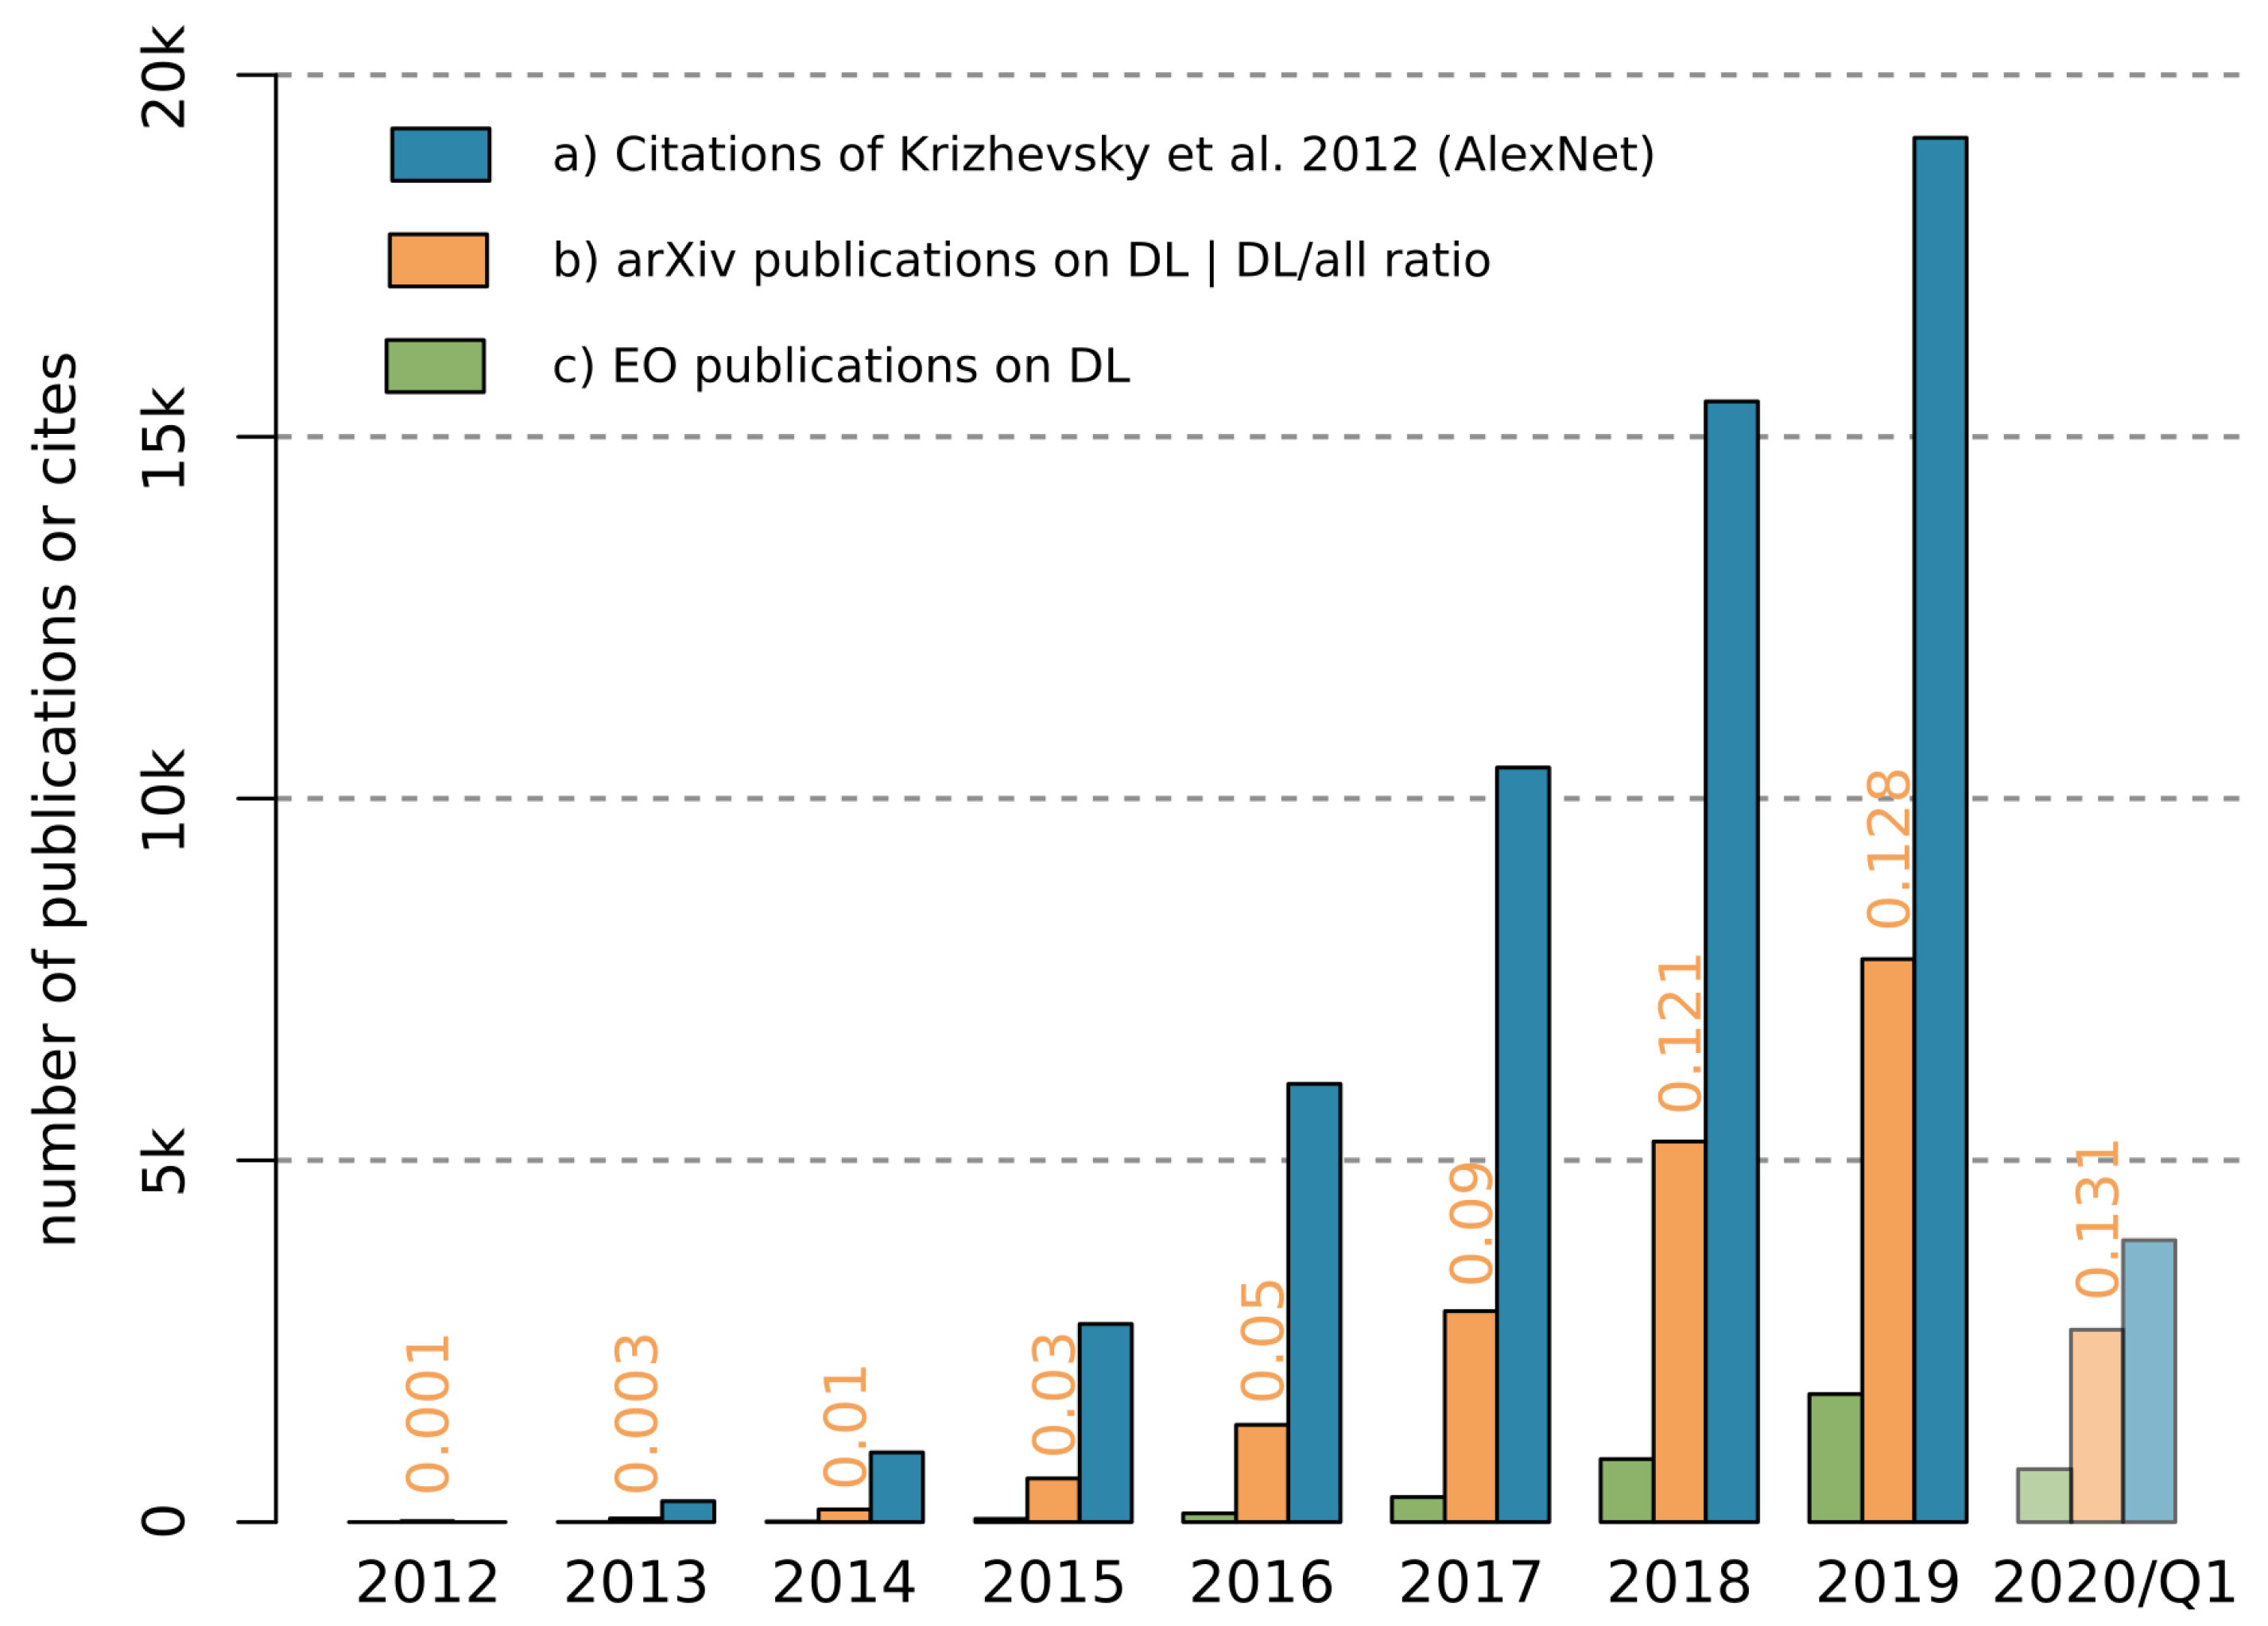 number of publications or cites
20k
15k
10k
5k
0
a) Citations of Krizhevsky et al. 2012 (AlexNet)
b) arXiv publications on DL | DL/all ratio
c) EO publications on DL
0.001
0.003
0.01
0.03
0.05
0.09
0.121
0.128
0.131
2012
2013
2014
2015
2016
2017
2018
2019
2020/Q1